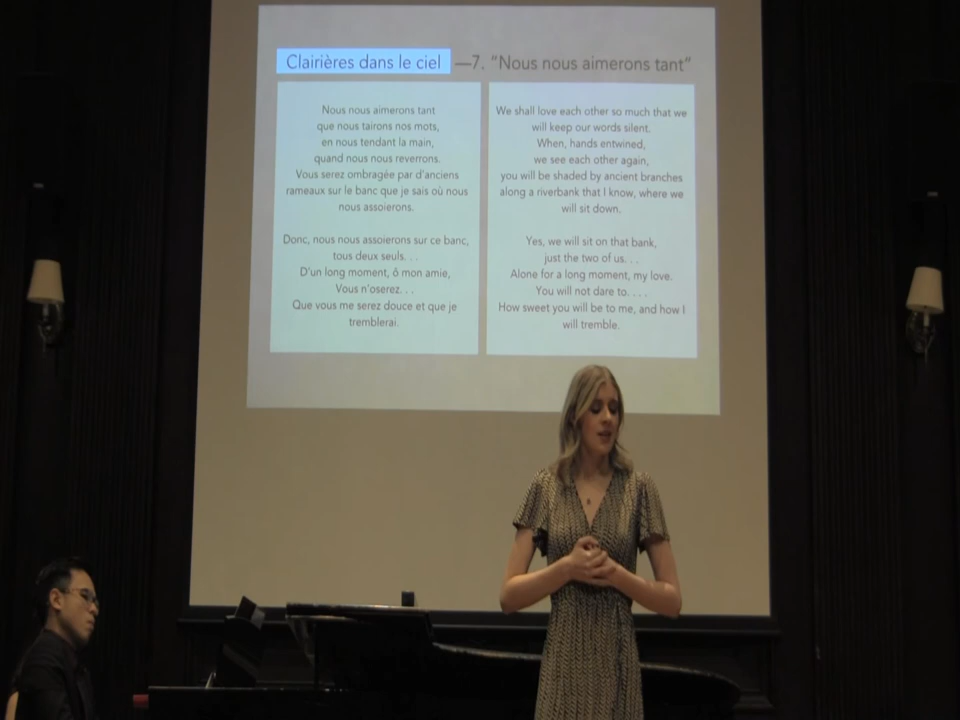 Clairières dans le ciel —7. "Nous nous aimerons tant"
Nous nous aimerons tant
que nous tairons nos mots,
en nous tendant la main,
quand nous nous reverrons.
Vous serez ombragée par d'anciens
rameaux sur le banc que je sais où nous
nous assoierons.
Donc, nous nous assoierons sur ce banc,
tous deux seuls. . .
D'un long moment, ô mon amie,
Vous n'oserez. . .
Que vous me serez douce et que je
tremblerai.
We shall love each other so much that we
will keep our words silent.
When, hands entwined,
we see each other again,
you will be shaded by ancient branches
along a riverbank that I know, where we
will sit down.
Yes, we will sit on that bank,
just the two of us. . .
Alone for a long moment, my love.
You will not dare to. . . .
How sweet you will be to me, and how I
will tremble.